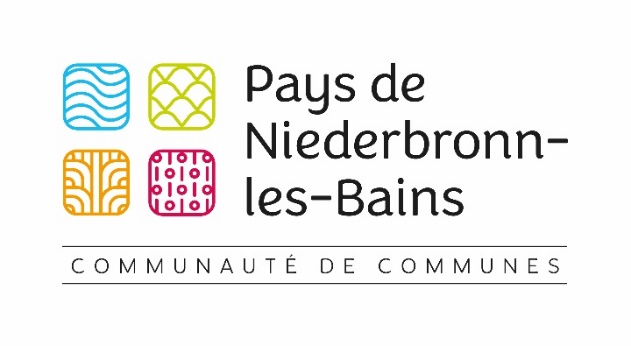 Pays de
Niederbronn-
les-Bains
COMMUNAUTÉ DE COMMUNES